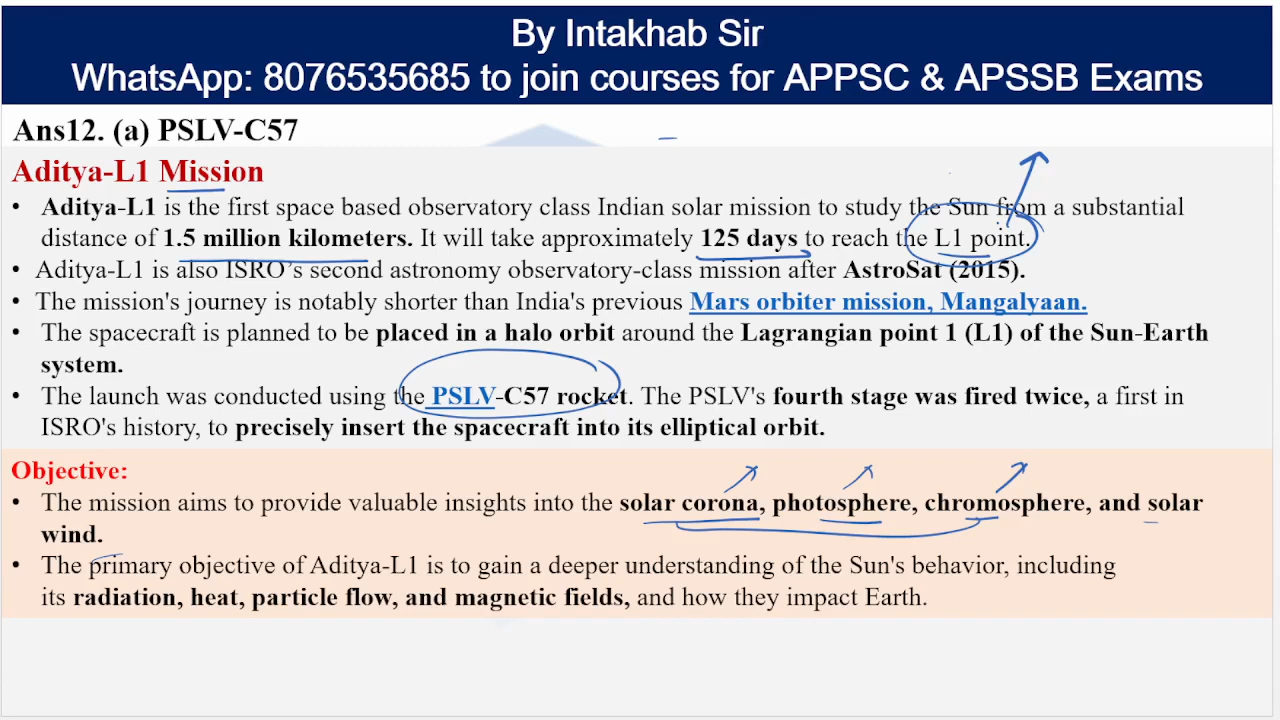 By Intakhab Sir
WhatsApp: 8076535685 to join courses for APPSC & APSSB Exams
Ans12. (a) PSLV-C57
Aditya-L1 Mission
• Aditya-L1 is the first space based observatory class Indian solar mission to study the Sun from a substantial
distance of 1.5 million kilometers. It will take approximately 125 days to reach the L1 point.
• Aditya-L1 is also ISRO's second astronomy observatory-class mission after AstroSat (2015).
• The mission's journey is notably shorter than India's previous Mars orbiter mission, Mangalyaan.
• The spacecraft is planned to be placed in a halo orbit around the Lagrangian point 1 (L1) of the Sun-Earth
system.
• The launch was conducted using the PSLV-C57 rocket. The PSLV's fourth stage was fired twice, a first in
ISRO's history, to precisely insert the spacecraft into its elliptical orbit.
Objective:
• The mission aims to provide valuable insights into the solar corona, photosphere, chromosphere, and solar
wind.
• The primary objective of Aditya-L1 is to gain a deeper understanding of the Sun's behavior, including
its radiation, heat, particle flow, and magnetic fields, and how they impact Earth.